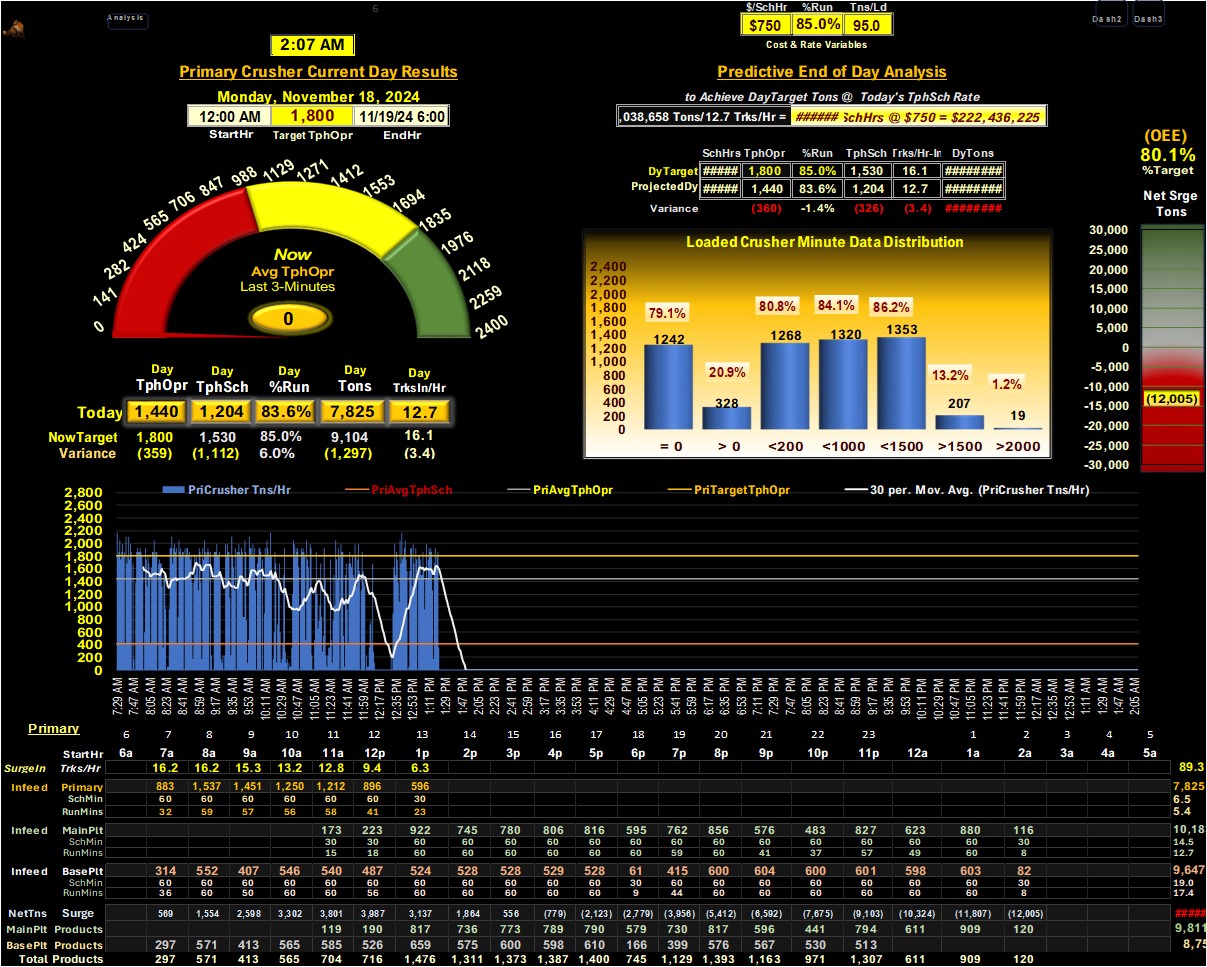 6
Analysis
$/SchHr %Run Tns/Ld
$750 85.0% 95.0
Cost & Rate Variables
Dash2 Dash3
2:07 AM
Primary Crusher Current Day Results
Predictive End of Day Analysis
Monday, November 18, 2024
12:00 AM 1,800 11/19/24 6:00
StartHr Target TphOpr EndHr
to Achieve DayTarget Tons @ Today's TphSch Rate
,038,658 Tons/12.7 Trks/Hr = ###### SchHrs @ $750 = $222,436,225
SchHrs TphOpr %Run TphSch Trks/Hr-In DyTons
DyTarget ##### 1,800 85.0% 1,530 16.1 ########
ProjectedDy ##### 1,440 83.6% 1,204 12.7 ########
Variance (360) -1.4% (326) (3.4) ########
(OEE)
80.1%
%Target
Net Srge
Tons
30,000
25,000
20,000
15,000
10,000
5,000
0
-5,000
-10,000
(12,005)
-15,000
-20,000
-25,000
-30,000
0 141 282 424 565 706 847 988 1129 1271 1412 1553 1694 1835 1976 2118 2259 2400
Now
Avg TphOpr
Last 3-Minutes
0
Loaded Crusher Minute Data Distribution
2,400
2,000
2,000
1,800
1,600
1,400
1,200
1,000
800
600
400
200
0
79.1% 20.9% 80.8% 84.1% 86.2% 13.2% 1.2%
1242 328 1268 1320 1353 207 19
= 0 > 0 <200 <1000 <1500 >1500 >2000
Day Day Day Day Day
TphOpr TphSch %Run Tons TrksIn/Hr
Today 1,440 1,204 83.6% 7,825 12.7
NowTarget 1,800 1,530 85.0% 9,104 16.1
Variance (359) (1,112) 6.0% (1,297) (3.4)
PriCrusher Tns/Hr PriAvgTphSch PriAvgTphOpr PriTargetTphOpr 30 per. Mov. Avg. (PriCrusher Tns/Hr)
2,800
2,600
2,400
2,200
2,000
1,800
1,600
1,400
1,200
1,000
800
600
400
200
0
7:29 AM 7:47 AM 8:05 AM 8:23 AM 8:41 AM 8:59 AM 9:17 AM 9:35 AM 9:53 AM 10:11 AM 10:29 AM 10:47 AM 11:05 AM 11:23 AM 11:41 AM 11:59 AM 12:17 PM 12:35 PM 12:53 PM 1:11 PM 1:29 PM 1:47 PM 2:05 PM 2:23 PM 2:41 PM 2:59 PM 3:17 PM 3:35 PM 3:53 PM 4:11 PM 4:29 PM 4:47 PM 5:05 PM 5:23 PM 5:41 PM 5:59 PM 6:17 PM 6:35 PM 6:53 PM 7:11 PM 7:29 PM 7:47 PM 8:05 PM 8:23 PM 8:41 PM 8:59 PM 9:17 PM 9:35 PM 9:53 PM 10:11 PM 10:29 PM 10:47 PM 11:05 PM 11:23 PM 11:41 PM 11:59 PM 12:17 AM 12:35 AM 12:53 AM 1:11 AM 1:29 AM 1:47 AM 2:05 AM
Primary
6 7 8 9 10 11 12 13 14 15 16 17 18 19 20 21 22 23 1 2 3 4 5
StartHr 6a 7a 8a 9a 10a 11a 12p 1p 2p 3p 4p 5p 6p 7p 8p 9p 10p 11p 12a 1a 2a 3a 4a 5a
SurgeIn Trks/Hr 16.2 16.2 15.3 13.2 12.8 9.4 6.3 89.3
Infeed Primary 883 1,537 1,451 1,250 1,212 896 596 7,825
SchMin 60 60 60 60 60 60 30 6.5
RunMins 32 59 57 56 58 41 23 5.4
Infeed MainPlt 173 223 922 745 780 806 816 595 762 856 576 483 827 623 880 116 10,18
SchMin 30 30 60 60 60 60 60 60 60 60 60 60 60 60 60 30 14.5
RunMins 15 18 60 60 60 60 60 60 59 60 41 37 57 49 60 8 12.7
Infeed BasePlt 314 552 407 546 540 487 524 528 528 529 528 61 415 600 604 600 601 598 603 82 9,647
SchMin 60 60 60 60 60 60 60 60 60 60 60 30 60 60 60 60 60 60 60 30 19.0
RunMins 36 60 60 60 60 56 60 60 60 60 60 9 44 60 60 60 60 60 60 8 17.4
NetTns Surge 569 1,554 2,598 3,302 3,801 3,987 3,137 1,864 556 (779) (2,123) (2,779) (3,956) (5,412) (6,592) (7,675) (9,103) (10,324) (11,807) (12,005) #####
MainPlt Products 119 190 817 736 773 789 790 579 730 817 596 441 794 611 909 120 9,811
BasePlt Products 297 571 413 565 585 526 659 575 600 598 610 166 399 576 567 530 513 8,75
Total Products 297 571 413 565 704 716 1,476 1,311 1,373 1,387 1,400 745 1,129 1,393 1,163 971 1,307 611 909 120